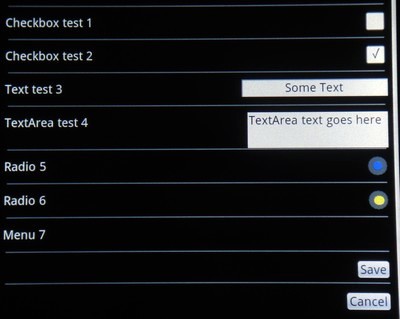 Checkbox test 1
Checkbox test 2
Text test 3 Some Text
TextArea test 4 TextArea text goes here
Radio 5
Radio 6
Menu 7
Save
Cancel